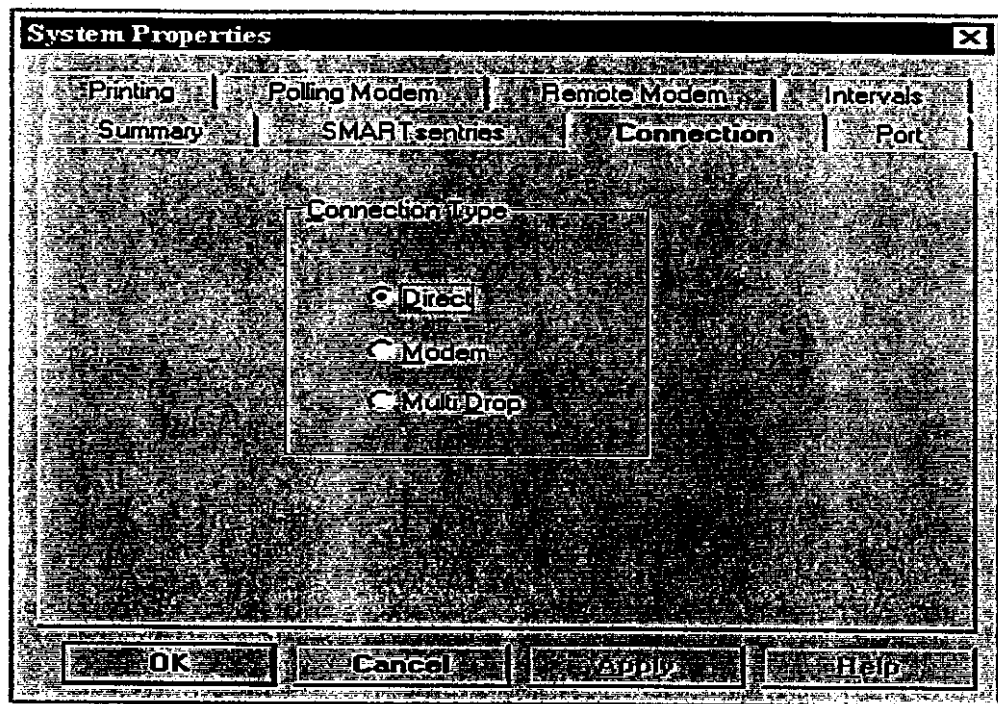 System Properties
Printing Polling Modem Remote Modem Intervals
Summary SMARTsentries Connection Port
Connection Type
Direct
Modem
Multi Drop
OK Cancel Apply Help